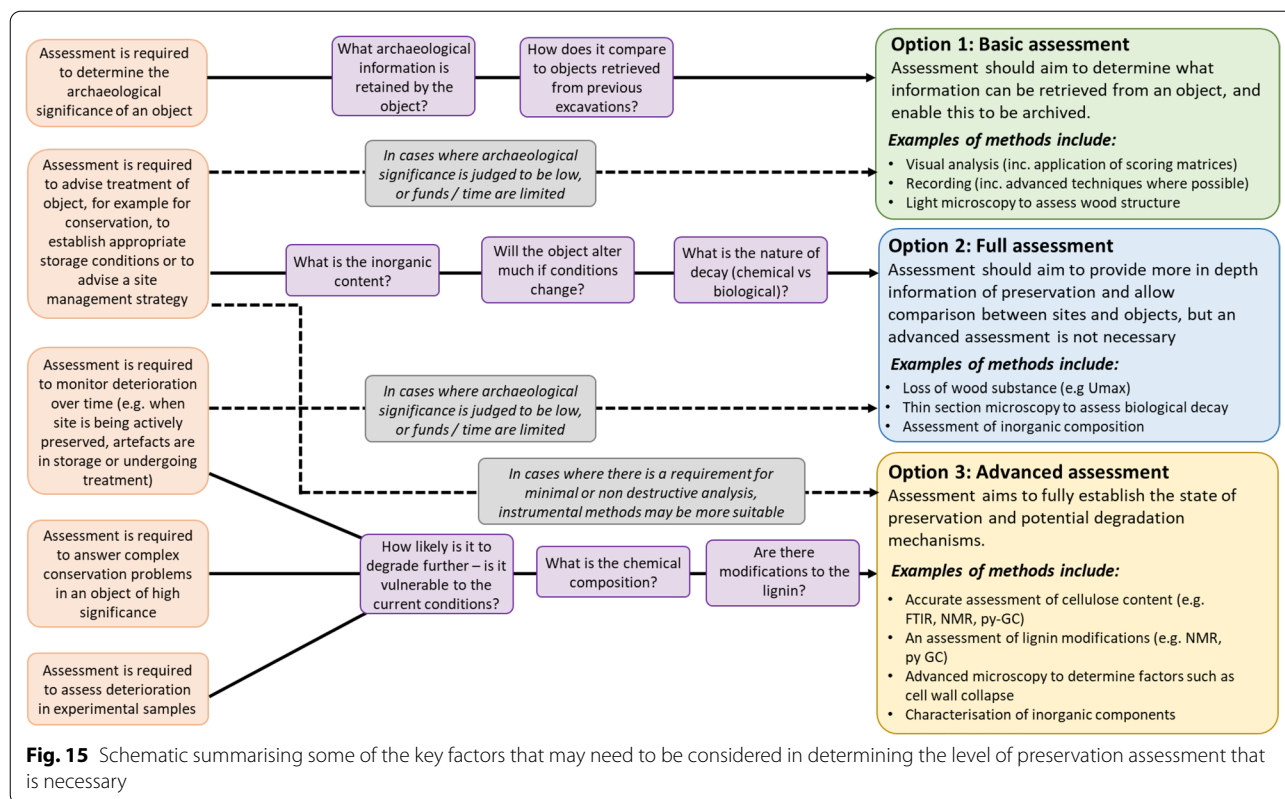 Assessment is required
to determine the
archaeological
significance of an object
What archaeological
information is
retained by the
object?
How does it compare
to objects retrieved
from previous
excavations?
Option 1: Basic assessment
Assessment should aim to determine what
information can be retrieved from an object, and
enable this to be archived.
Examples of methods include:
• Visual analysis (inc. application of scoring matrices)
• Recording (inc. advanced techniques where possible)
• Light microscopy to assess wood structure
Assessment is required
to advise treatment of
object, for example for
conservation, to
establish appropriate
storage conditions or to
advise a site
management strategy
In cases where archaeological
significance is judged to be low,
or funds / time are limited
What is the inorganic
content?
Will the object alter
much if conditions
change?
What is the nature of
decay (chemical vs
biological)?
Option 2: Full assessment
Assessment should aim to provide more in depth
information of preservation and allow
comparison between sites and objects, but an
advanced assessment is not necessary
Examples of methods include:
• Loss of wood substance (e.g Umax)
• Thin section microscopy to assess biological decay
• Assessment of inorganic composition
Assessment is required
to monitor deterioration
over time (e.g. when
site is being actively
preserved, artefacts are
in storage or undergoing
treatment)
In cases where archaeological
significance is judged to be low,
or funds / time are limited
In cases where there is a requirement for
minimal or non destructive analysis,
instrumental methods may be more suitable
Option 3: Advanced assessment
Assessment aims to fully establish the state of
preservation and potential degradation
mechanisms.
Examples of methods include:
• Accurate assessment of cellulose content (e.g.
FTIR, NMR, py-GC)
• An assessment of lignin modifications (e.g. NMR,
py GC)
• Advanced microscopy to determine factors such as
cell wall collapse
• Characterisation of inorganic components
Assessment is required
to answer complex
conservation problems
in an object of high
significance
How likely is it to
degrade further – is it
vulnerable to the
current conditions?
What is the chemical
composition?
Are there
modifications to the
lignin?
Assessment is required
to assess deterioration
in experimental samples
Fig. 15 Schematic summarising some of the key factors that may need to be considered in determining the level of preservation assessment that
is necessary